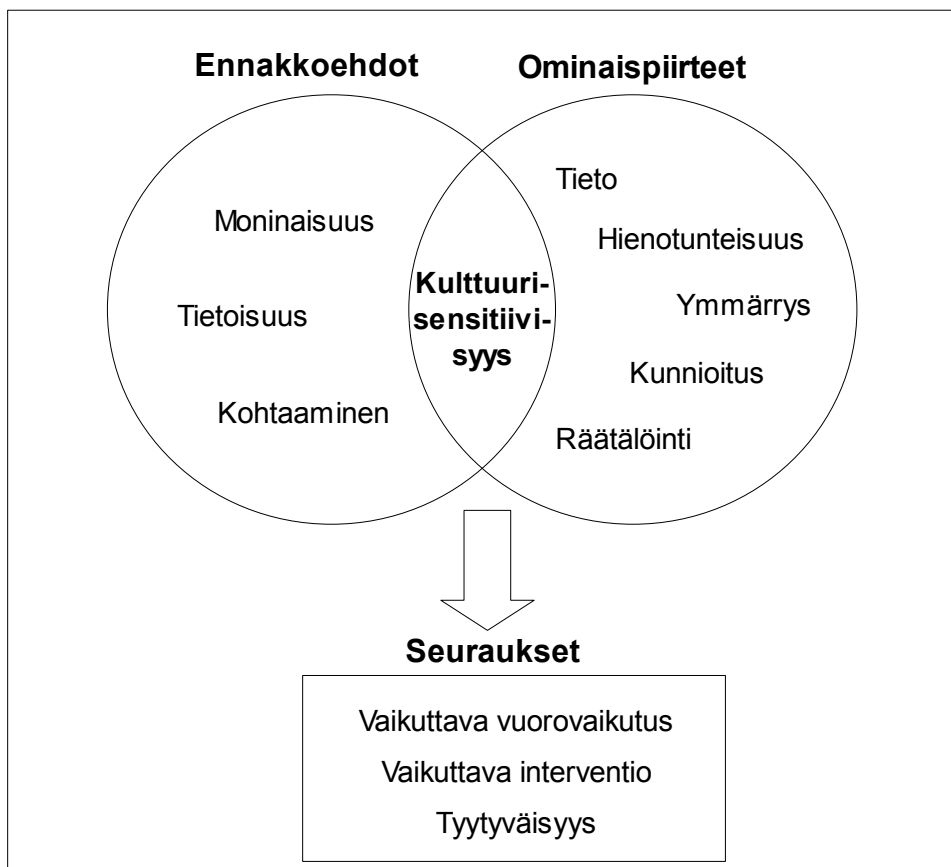 Ennakkoehdot
Ominaispiirteet
Moninaisuus
Tietoisuus
Kohtaaminen
Kulttuuri-
sensitiivi-
syys
Tieto
Hienotunteisuus
Ymmärrys
Kunnioitus
Räätälöinti
Seuraukset
Vaikuttava vuorovaikutus
Vaikuttava interventio
Tyytyväisyys